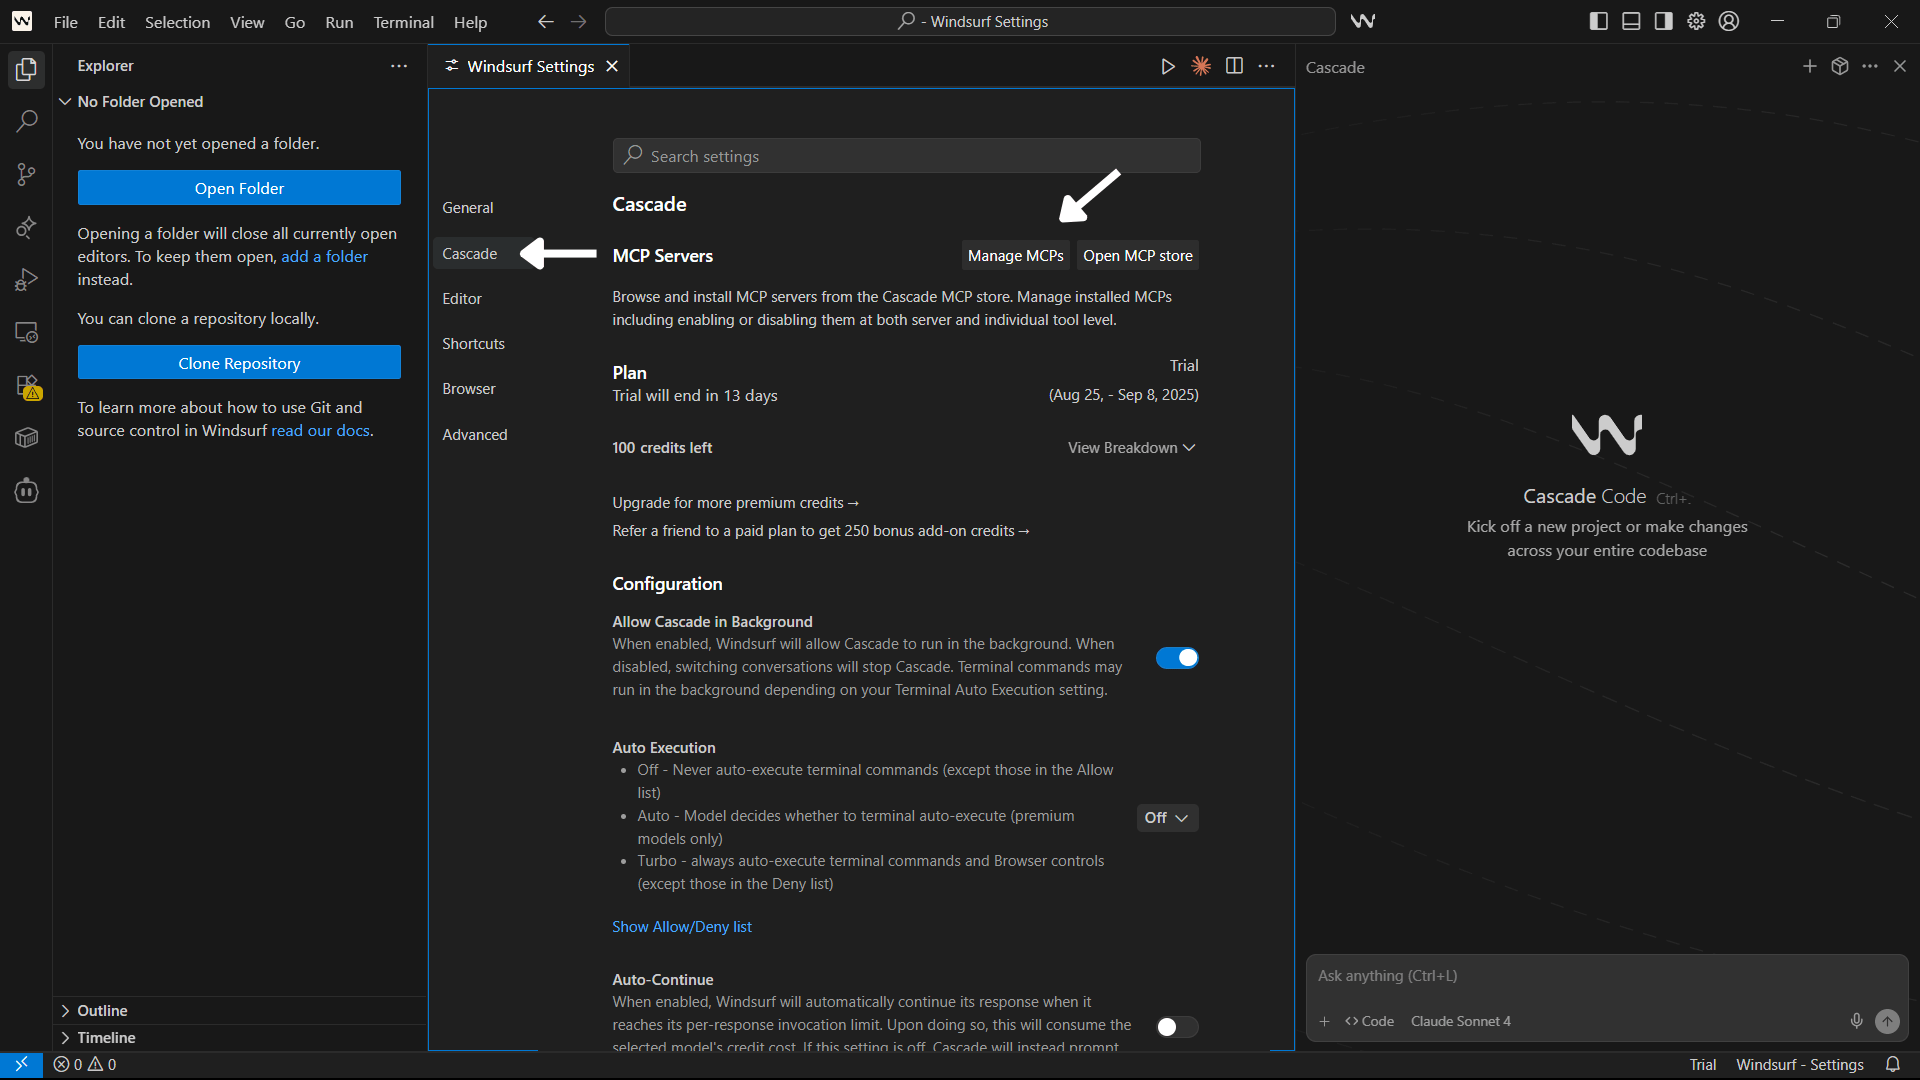 File Edit Selection View Go Run Terminal Help
- Windsurf Settings
Explorer
No Folder Opened
You have not yet opened a folder.
Open Folder
Opening a folder will close all currently open
editors. To keep them open, add a folder
instead.
You can clone a repository locally.
Clone Repository
To learn more about how to use Git and
source control in Windsurf read our docs.
Outline
Timeline
Windsurf Settings
Search settings
General
Cascade
Editor
Shortcuts
Browser
Advanced
Cascade
MCP Servers
Manage MCPs
Open MCP store
Browse and install MCP servers from the Cascade MCP store. Manage installed MCPs
including enabling or disabling them at both server and individual tool level.
Plan
Trial
Trial will end in 13 days
(Aug 25, - Sep 8, 2025)
100 credits left
View Breakdown
Upgrade for more premium credits→
Refer a friend to a paid plan to get 250 bonus add-on credits→
Configuration
Allow Cascade in Background
When enabled, Windsurf will allow Cascade to run in the background. When
disabled, switching conversations will stop Cascade. Terminal commands may
run in the background depending on your Terminal Auto Execution setting.
Auto Execution
• Off - Never auto-execute terminal commands (except those in the Allow
list)
• Auto - Model decides whether to terminal auto-execute (premium
models only)
• Turbo - always auto-execute terminal commands and Browser controls
(except those in the Deny list)
Off
Show Allow/Deny list
Auto-Continue
When enabled, Windsurf will automatically continue its response when it
reaches its per-response invocation limit. Upon doing so, this will consume the
selected model's credit cost. If this setting is off, Cascade will instead prompt
Cascade
Cascade Code Ctrl+.
Kick off a new project or make changes
across your entire codebase
Ask anything (Ctrl+L)
+ <> Code Claude Sonnet 4
0 0
Trial Windsurf - Settings